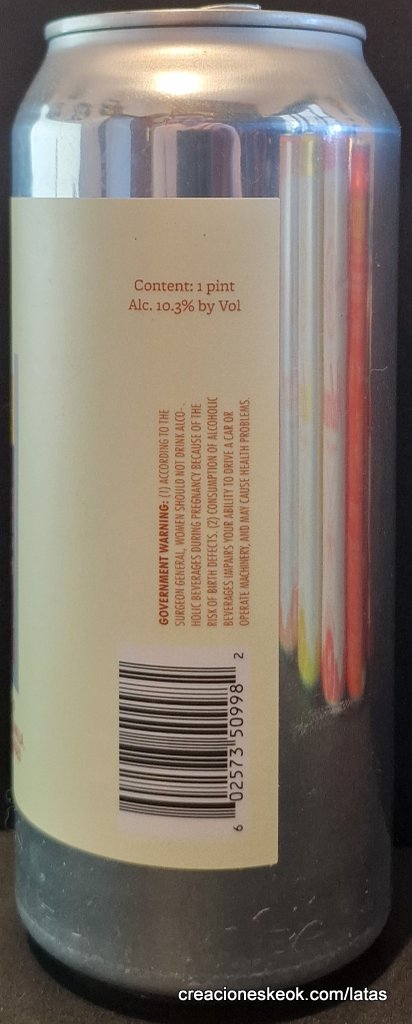 Content: 1 pint
Alc. 10.3% by Vol
GOVERNMENT WARNING: (1) ACCORDING TO THE
SURGEON GENERAL, WOMEN SHOULD NOT DRINK ALCO-
HOLIC BEVERAGES DURING PREGNANCY BECAUSE OF THE
RISK OF BIRTH DEFECTS. (2) CONSUMPTION OF ALCOHOLIC
BEVERAGES IMPAIRS YOUR ABILITY TO DRIVE A CAR OR
OPERATE MACHINERY, AND MAY CAUSE HEALTH PROBLEMS.
6 02573 50998 2
creacioneskeok.com/latas